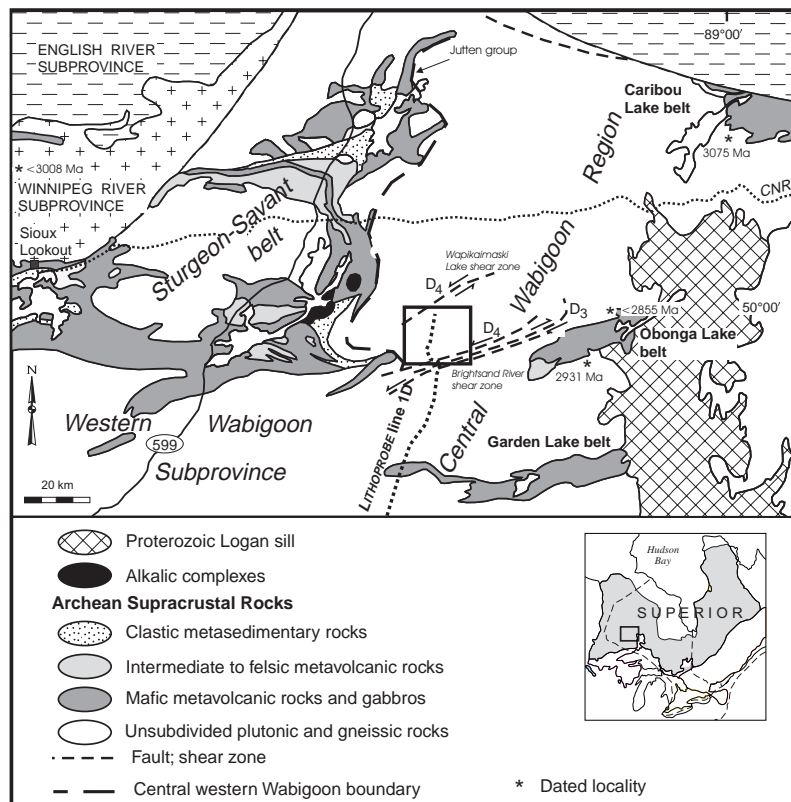 ENGLISH RIVER
SUBPROVINCE
89°00′
Jutten group
Caribou
Lake belt
3075 Ma
* <3008 Ma
WINNIPEG RIVER
SUBPROVINCE
Region
CNR
Sioux
Lookout
Sturgeon-Savant
belt
Wapikaimaski
Lake shear zone
Wabigoon
D4
D3
D4
*<2855 Ma
50°00′
Obonga Lake
belt
Brightsand River
shear zone
*
2931 Ma
N
Western Wabigoon
Subprovince
599
LITHOPROBE line 1D
Central
Garden Lake belt
20 km
Proterozoic Logan sill
Alkalic complexes
Archean Supracrustal Rocks
Clastic metasedimentary rocks
Intermediate to felsic metavolcanic rocks
Mafic metavolcanic rocks and gabbros
Unsubdivided plutonic and gneissic rocks
Fault; shear zone
Central western Wabigoon boundary
* Dated locality
Hudson
Bay
SUPERIOR